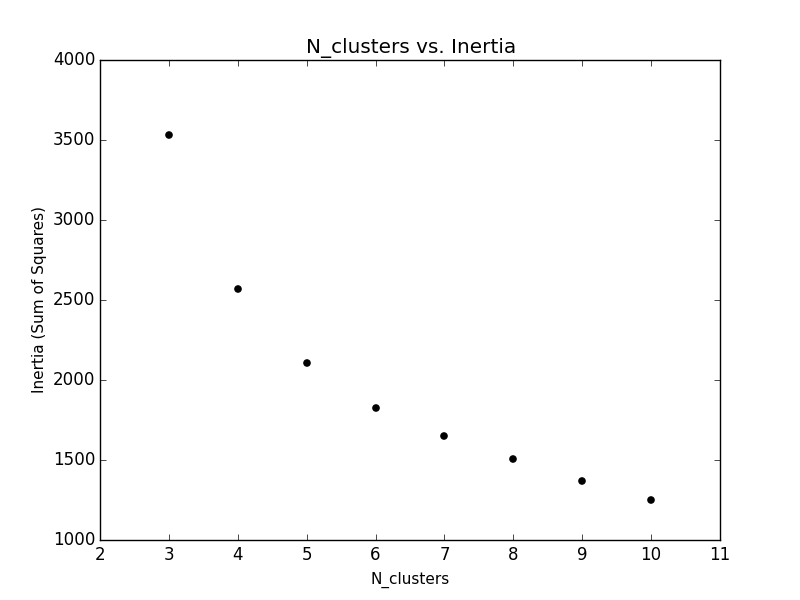 N_clusters vs. Inertia
4000
3500
3000
2500
2000
1500
1000
Inertia (Sum of Squares)
2 3 4 5 6 7 8 9 10 11
N_clusters